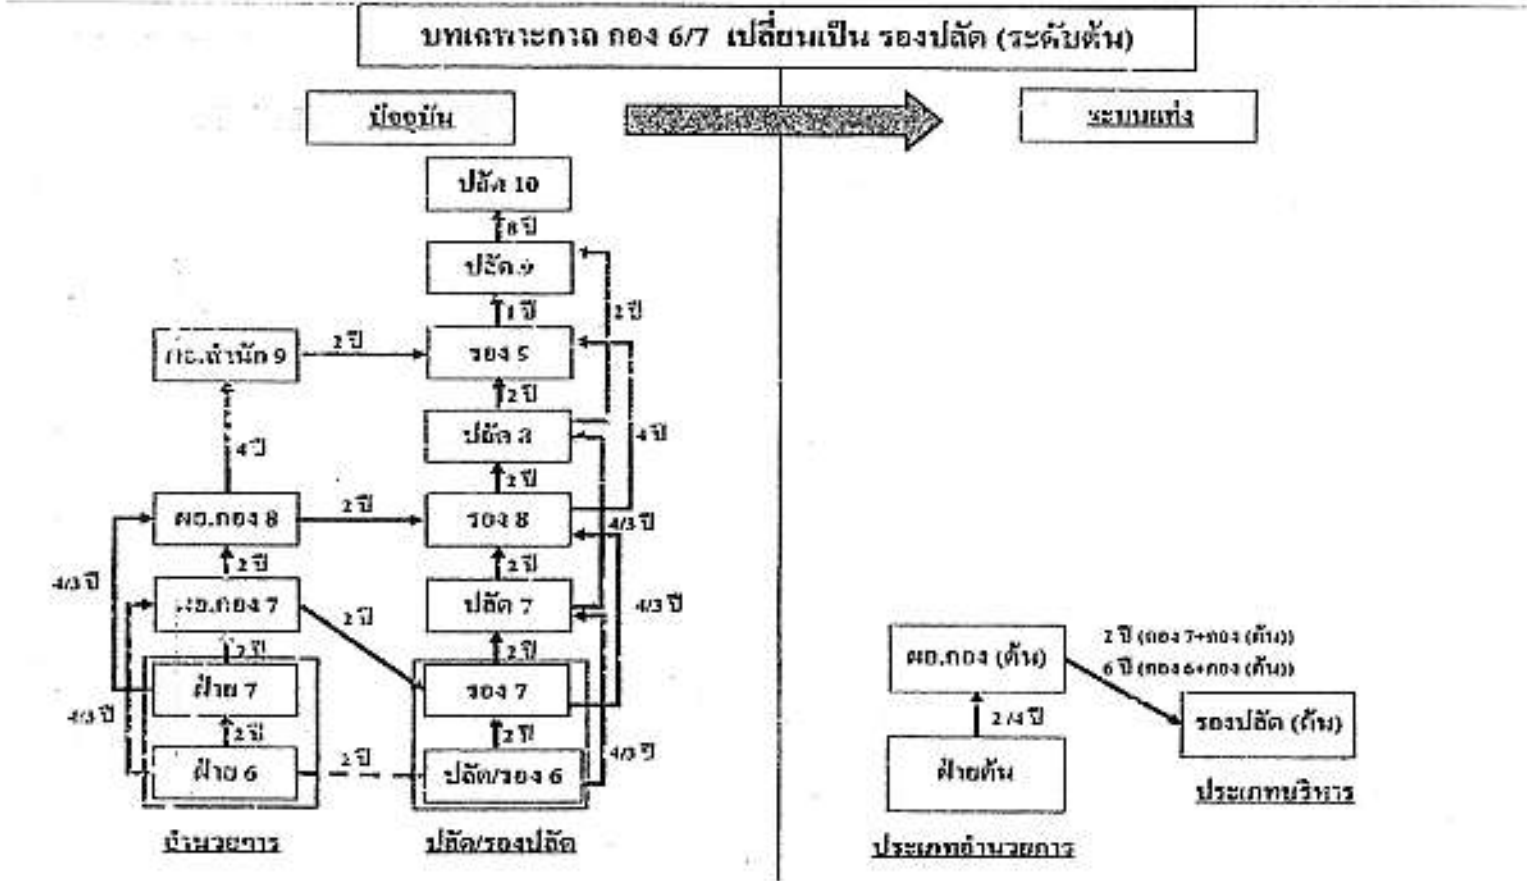 บทเฉพาะกาล กอง 6/7 เปลี่ยนเป็น รองปลัด (ระดับต้น)
ปัจจุบัน
ระบบแท่ง
ปลัด 10
8 ปี
ปลัด 9
1 ปี
2 ปี
ผอ.สำนัก 9
2 ปี
รอง 9
2 ปี
4 ปี
ปลัด 8
4 ปี
2 ปี
ผอ.กอง 8
2 ปี
รอง 8
4/3 ปี
4/3 ปี
2 ปี
2 ปี
ผอ.กอง 7
2 ปี
ปลัด 7
4/3 ปี
2 ปี
2 ปี
ฝ่าย 7
รอง 7
4/3 ปี
2 ปี
2 ปี
4/3 ปี
ฝ่าย 6
2 ปี
ปลัด/รอง 6
อำนวยการ
ปลัด/รองปลัด
ผอ.กอง (ต้น)
2 ปี (กอง 7+กอง (ต้น))
6 ปี (กอง 6+กอง (ต้น))
2 /4 ปี
รองปลัด (ต้น)
ฝ่ายต้น
ประเภทบริหาร
ประเภทอำนวยการ